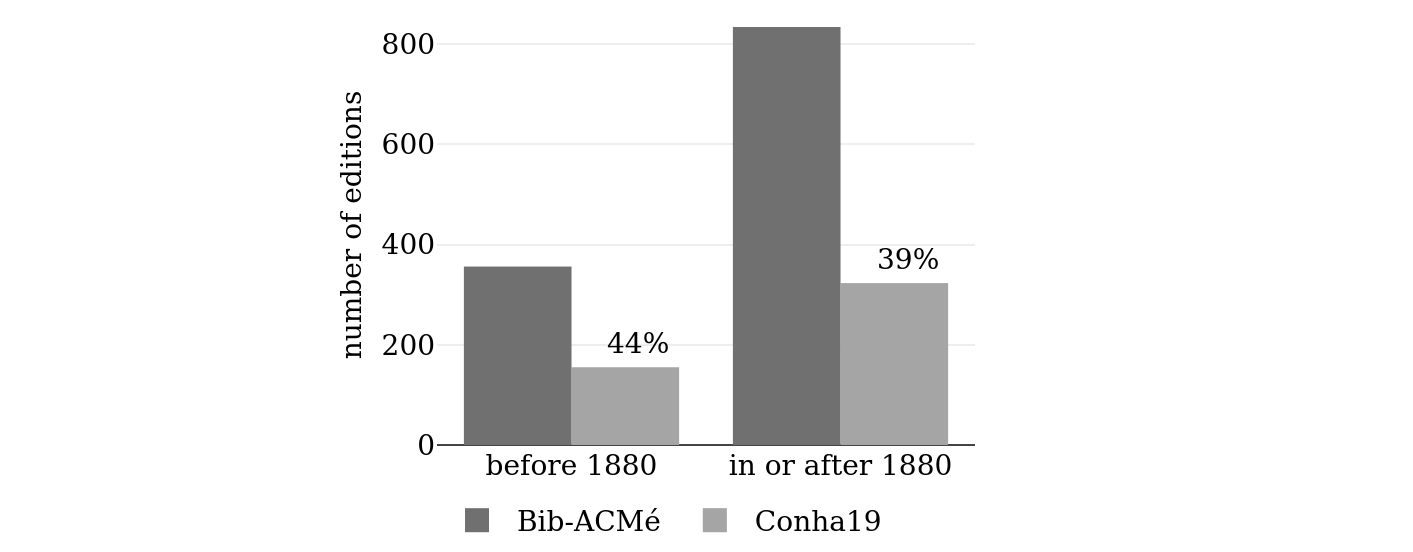 800
600
400
200
0
number of editions
44%
39%
before 1880
in or after 1880
Bib-ACMé
Conha19